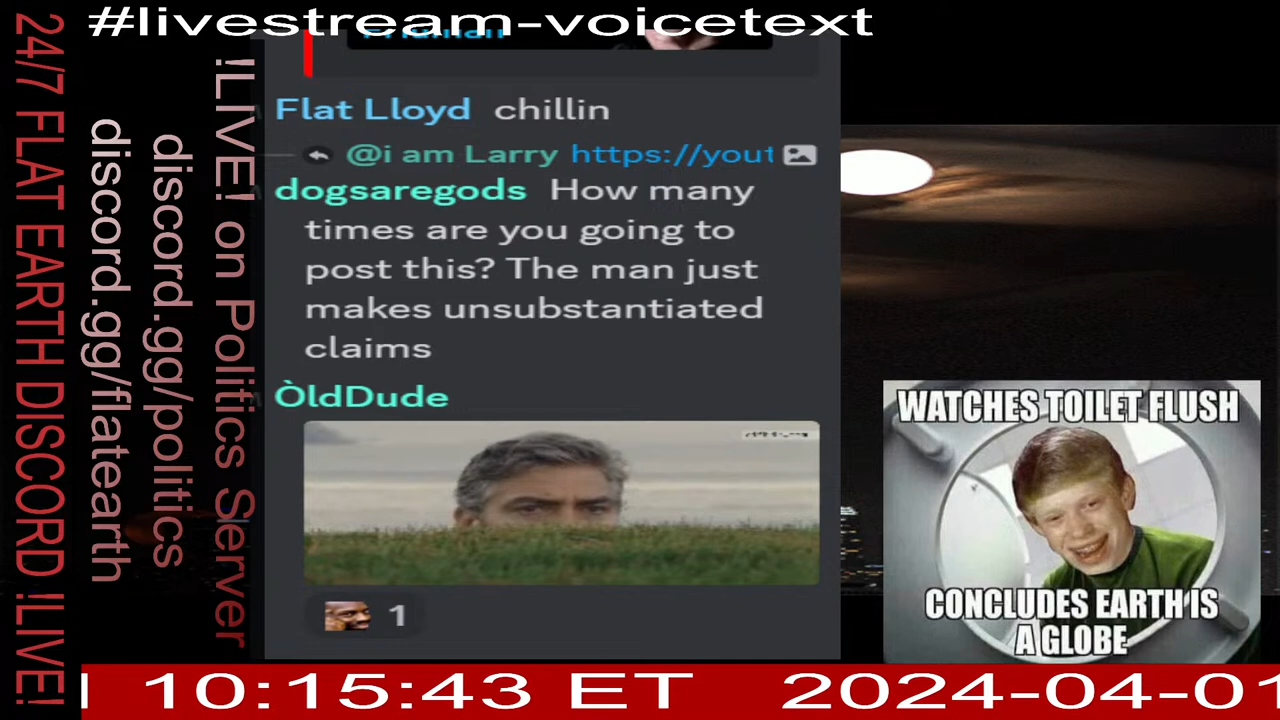 #livestream-voicetext
24/7 FLAT EARTH DISCORD !LIVE!
discord.gg/flatearth
discord.gg/politics
!LIVE! on Politics Server
Flat Lloyd chillin
@i am Larry https://yout
dogsaregods How many
times are you going to
post this? The man just
makes unsubstantiated
claims
ÒldDude
1
WATCHES TOILET FLUSH
CONCLUDES EARTH IS
A GLOBE
10:15:43 ET 2024-04-01